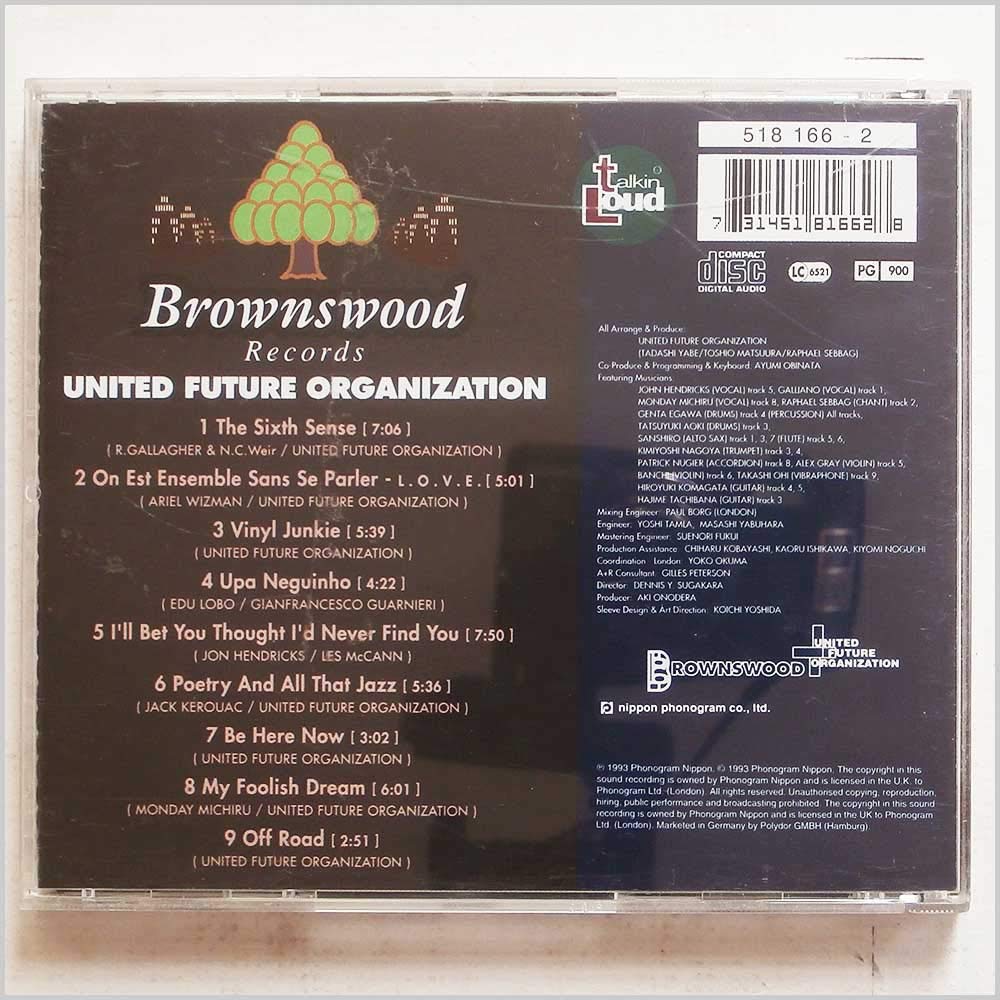 Brownswood
Records
UNITED FUTURE ORGANIZATION
1 The Sixth Sense [ 7:06 ]
( R.GALLAGHER & N.C.Weir / UNITED FUTURE ORGANIZATION )
2 On Est Ensemble Sans Se Parler - L.O.V.E. [ 5:01 ]
( ARIEL WIZMAN / UNITED FUTURE ORGANIZATION )
3 Vinyl Junkie [ 5:39 ]
( UNITED FUTURE ORGANIZATION )
4 Upa Neguinho [ 4:22 ]
( EDU LOBO / GIANFRANCESCO GUARNIERI )
5 I'll Bet You Thought I'd Never Find You [ 7:50 ]
( JON HENDRICKS / LES McCANN )
6 Poetry And All That Jazz [ 5:36 ]
( JACK KEROUAC / UNITED FUTURE ORGANIZATION )
7 Be Here Now [ 3:02 ]
( UNITED FUTURE ORGANIZATION )
8 My Foolish Dream [ 6:01 ]
( MONDAY MICHIRU / UNITED FUTURE ORGANIZATION )
9 Off Road [ 2:51 ]
( UNITED FUTURE ORGANIZATION )
talkin
Loud
518 166 - 2
7 31451 81662 8
COMPACT
disc
DIGITAL AUDIO
LC 6521
PG 900
All Arrange & Produce:
UNITED FUTURE ORGANIZATION
(TADASHI YABE/TOSHIO MATSUURA/RAPHAEL SEBBAG)
Co Produce & Programming & Keyboard: AYUMI OBINATA
Featuring Musicians
JOHN HENDRICKS (VOCAL) track 5, GALLIANO (VOCAL) track 1,
MONDAY MICHIRU (VOCAL) track 8, RAPHAEL SEBBAG (CHANT) track 2,
GENTA EGAWA (DRUMS) track 4 (PERCUSSION) All tracks,
TATSUYUKI AOKI (DRUMS) track 3,
SANSHIRO (ALTO SAX) track 1, 3, 7 (FLUTE) track 5, 6,
KIMIYOSHI NAGOYA (TRUMPET) track 3, 4,
PATRICK NUGIER (ACCORDION) track 8, ALEX GRAY (VIOLIN) track 5,
BANCHE(VIOLIN) track 6, TAKASHI OHI (VIBRAPHONE) track 9,
HIROYUKI KOMAGATA (GUITAR) track 4, 5,
HAJIME TACHIBANA (GUITAR) track 3
Mixing Engineer: PAUL BORG (LONDON)
Engineer: YOSHI TAMLA, MASASHI YABUHARA
Mastering Engineer: SUENORI FUKUI
Production Assistance: CHIHARU KOBAYASHI, KAORU ISHIKAWA, KIYOMI NOGUCHI
Coordination London: YOKO OKUMA
A+R Consultant: GILLES PETERSON
Director: DENNIS Y. SUGAKARA
Producer: AKI ONODERA
Sleeve Design & Art Direction: KOICHI YOSHIDA
BROWNSWOOD
UNITED
FUTURE
ORGANIZATION
nippon phonogram co., ltd.
℗ 1993 Phonogram Nippon. © 1993 Phonogram Nippon. The copyright in this
sound recording is owned by Phonogram Nippon and is licensed in the U.K. to
Phonogram Ltd. (London). All rights reserved. Unauthorised copying, reproduction,
hiring, public performance and broadcasting prohibited. The copyright in this sound
recording is owned by Phonogram Nippon and is licensed in the UK to Phonogram
Ltd. (London). Marketed in Germany by Polydor GMBH (Hamburg).